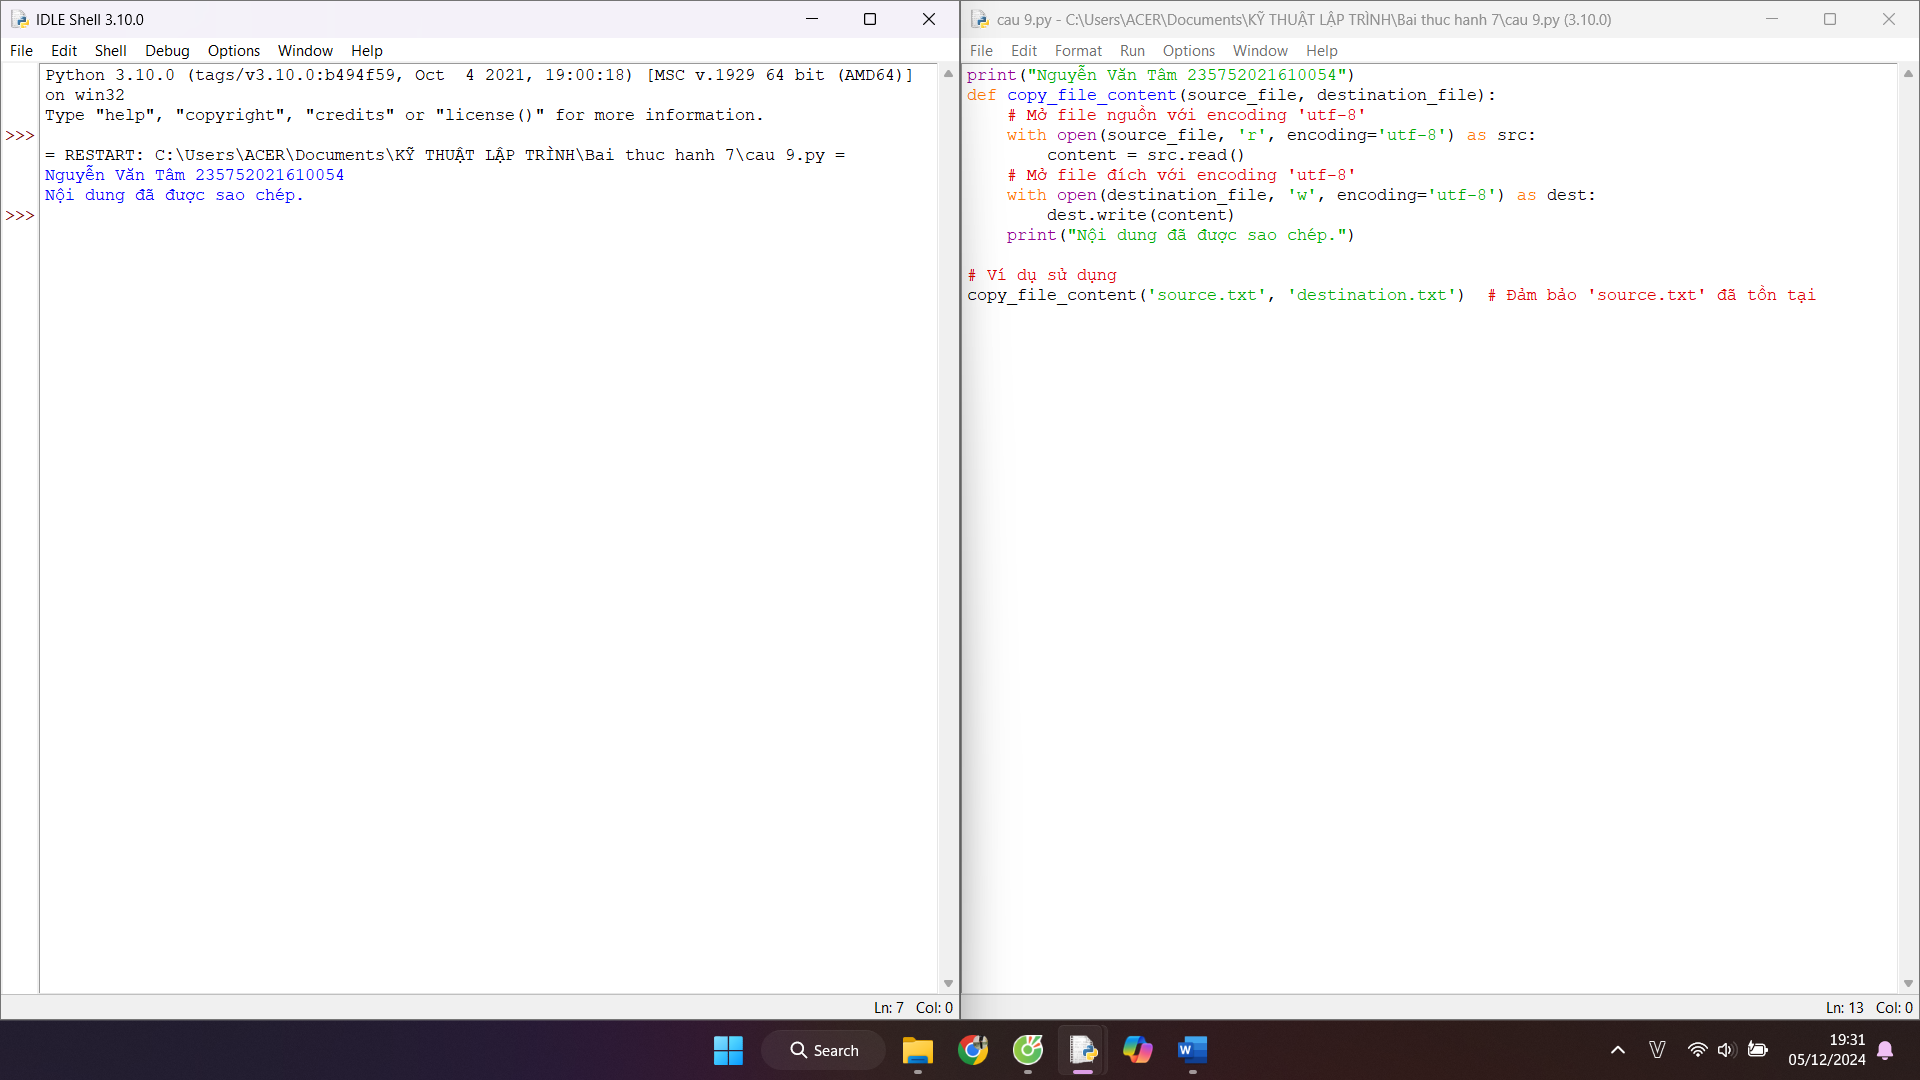 IDLE Shell 3.10.0
File Edit Shell Debug Options Window Help
Python 3.10.0 (tags/v3.10.0:b494f59, Oct  4 2021, 19:00:18) [MSC v.1929 64 bit (AMD64)]
on win32
Type "help", "copyright", "credits" or "license()" for more information.
>>>
= RESTART: C:\Users\ACER\Documents\KỸ THUẬT LẬP TRÌNH\Bai thuc hanh 7\cau 9.py =
Nguyễn Văn Tâm 235752021610054
Nội dung đã được sao chép.
>>>
Ln: 7 Col: 0
cau 9.py - C:\Users\ACER\Documents\KỸ THUẬT LẬP TRÌNH\Bai thuc hanh 7\cau 9.py (3.10.0)
File Edit Format Run Options Window Help
print("Nguyễn Văn Tâm 235752021610054")
def copy_file_content(source_file, destination_file):
    # Mở file nguồn với encoding 'utf-8'
    with open(source_file, 'r', encoding='utf-8') as src:
        content = src.read()
    # Mở file đích với encoding 'utf-8'
    with open(destination_file, 'w', encoding='utf-8') as dest:
        dest.write(content)
    print("Nội dung đã được sao chép.")
# Ví dụ sử dụng
copy_file_content('source.txt', 'destination.txt')  # Đảm bảo 'source.txt' đã tồn tại
Ln: 13 Col: 0
Search
V
19:31
05/12/2024